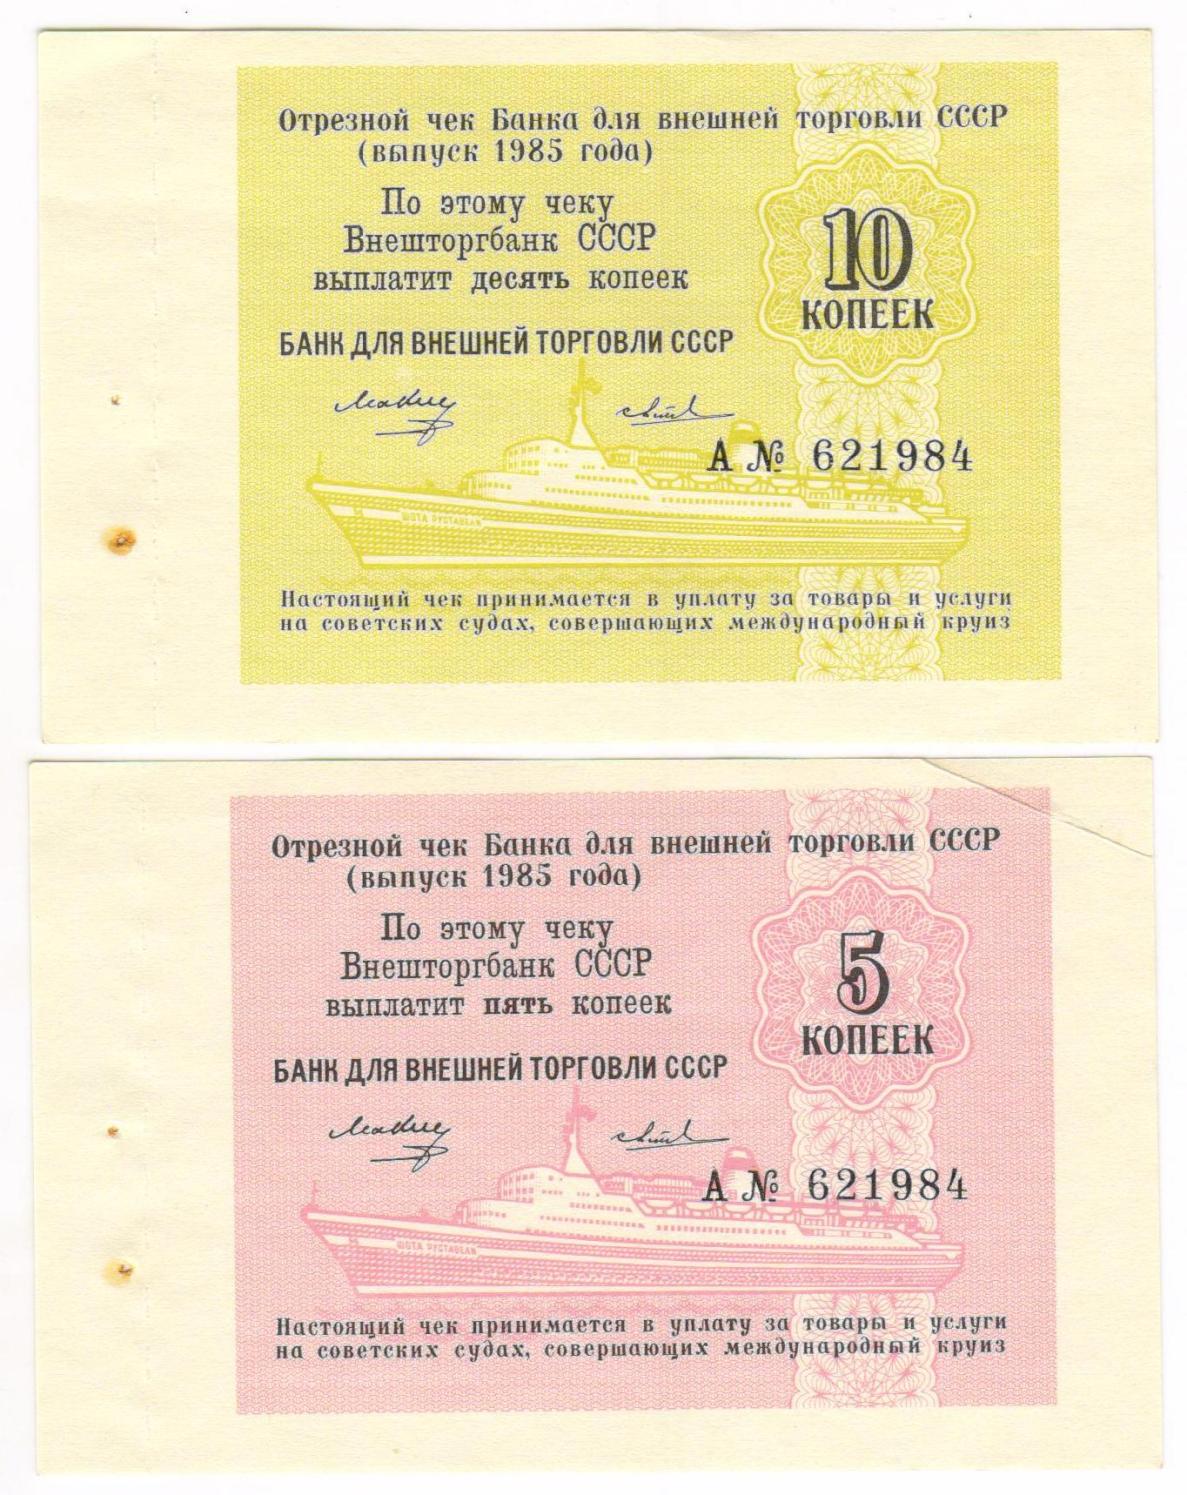 Отрезной чек Банка для внешней торговли СССР
(выпуск 1985 года)
По этому чеку
Внешторгбанк СССР
выплатит десять копеек
10
КОПЕЕК
БАНК ДЛЯ ВНЕШНЕЙ ТОРГОВЛИ СССР
А № 621984
ШОТА РУСТАВЕЛИ
Настоящий чек принимается в уплату за товары и услуги
на советских судах, совершающих международный круиз
Отрезной чек Банка для внешней торговли СССР
(выпуск 1985 года)
По этому чеку
Внешторгбанк СССР
выплатит пять копеек
5
КОПЕЕК
БАНК ДЛЯ ВНЕШНЕЙ ТОРГОВЛИ СССР
А № 621984
ШОТА РУСТАВЕЛИ
Настоящий чек принимается в уплату за товары и услуги
на советских судах, совершающих международный круиз